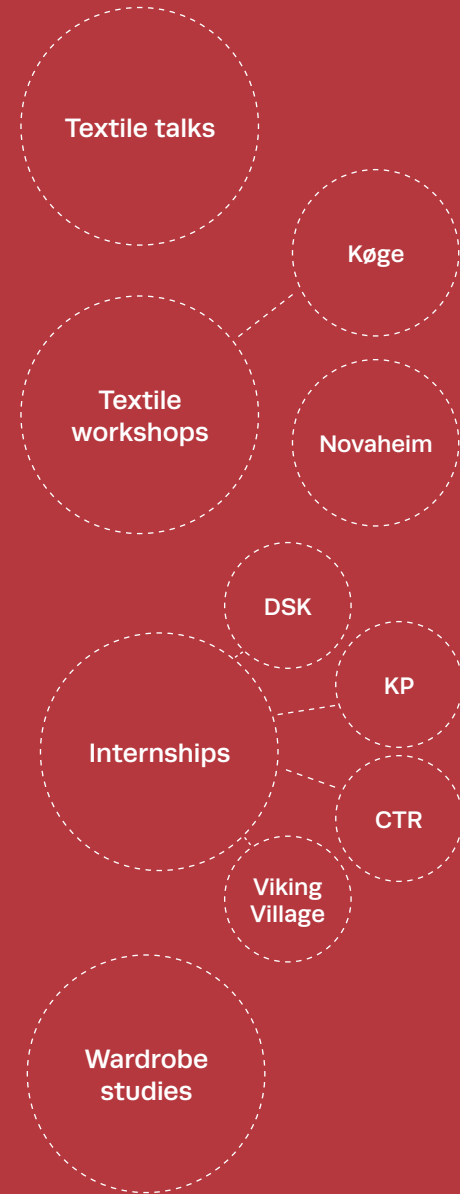 Textile talks
Køge
Textile
workshops
Novaheim
DSK
KP
Internships
CTR
Viking
Village
Wardrobe
studies